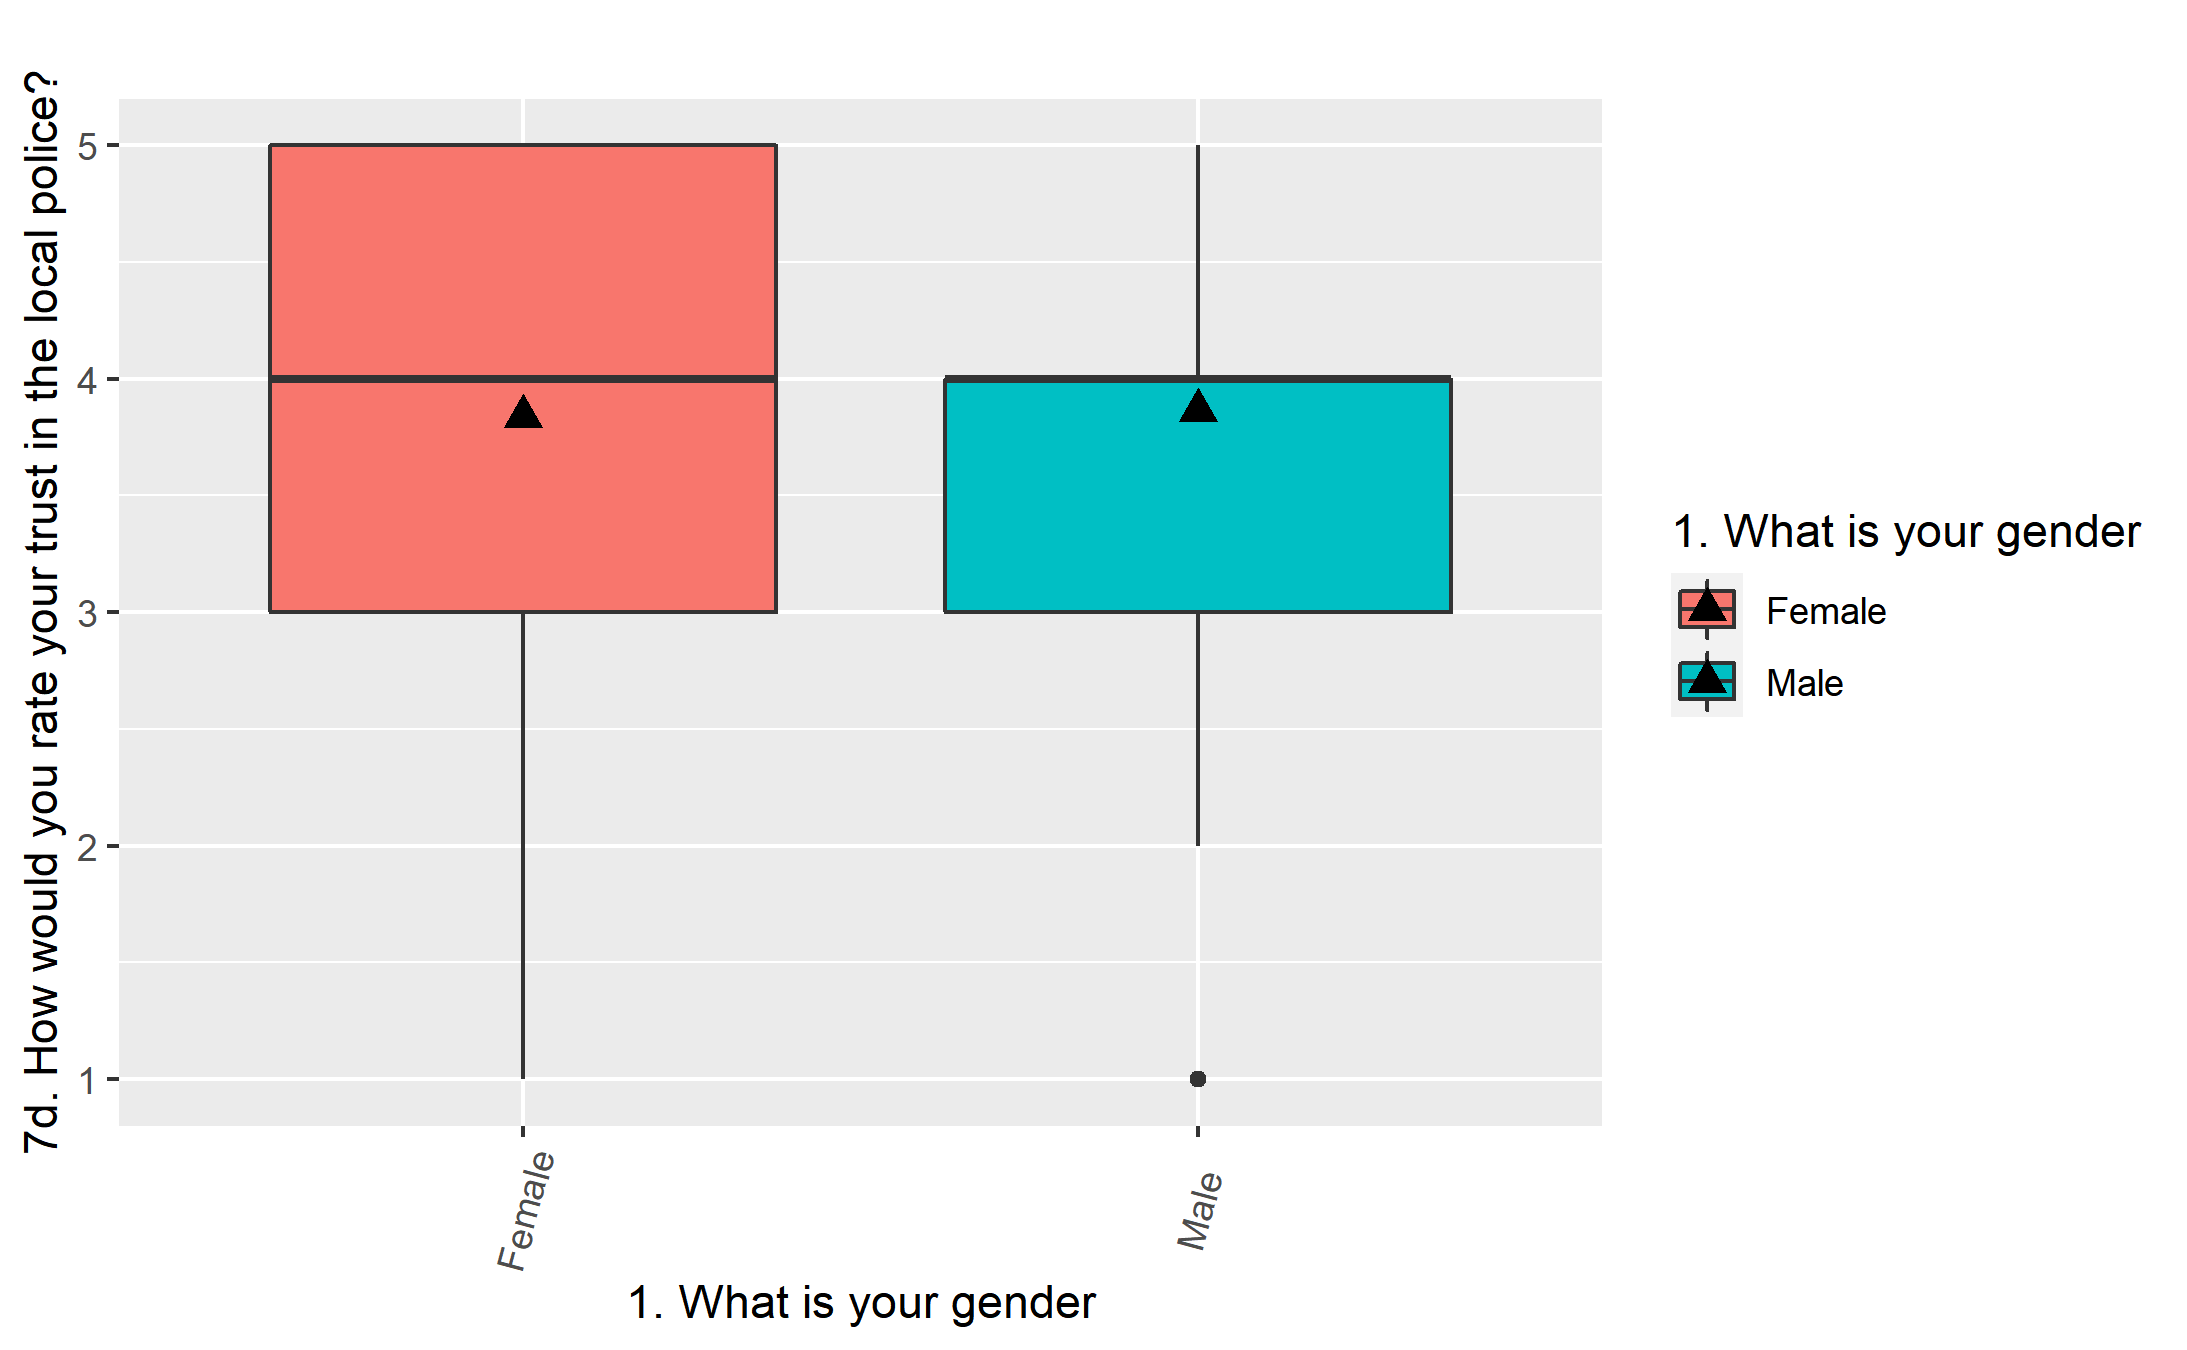 7d. How would you rate your trust in the local police?
5
4
3
2
1
Female
Male
1. What is your gender
1. What is your gender
Female
Male